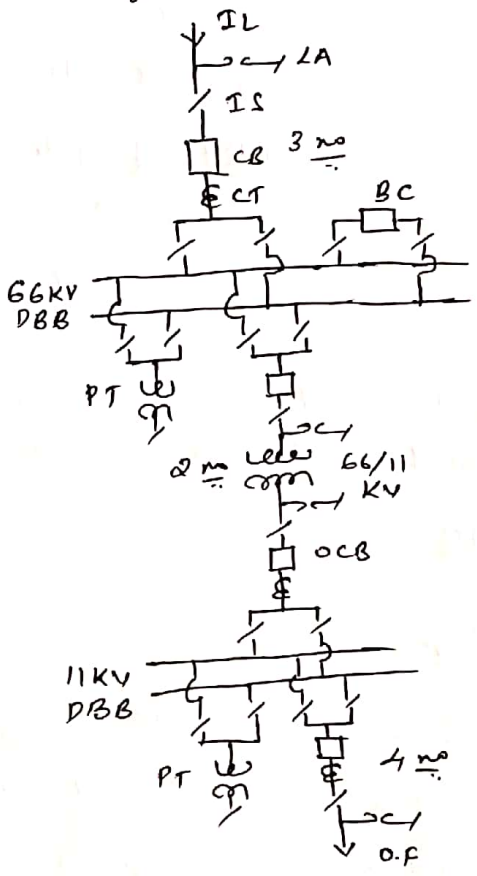 IL
LA
IS
CB 3 no
CT
BC
66KV
DBB
PT
2 no
66/11
KV
OCB
11KV
DBB
PT
4 no
O.F